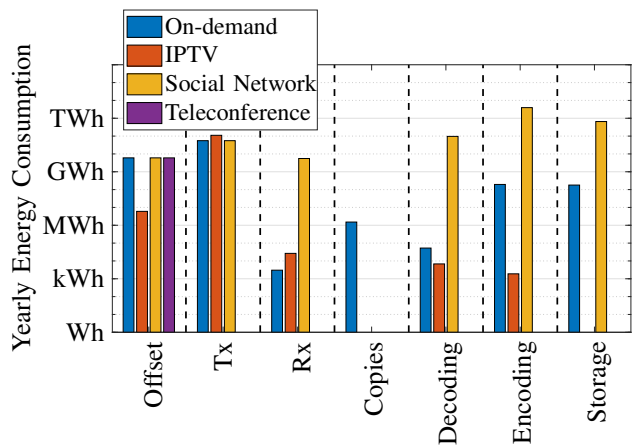 On-demand
IPTV
Social Network
Teleconference
Yearly Energy Consumption
TWh
GWh
MWh
kWh
Wh
Offset
Tx
Rx
Copies
Decoding
Encoding
Storage